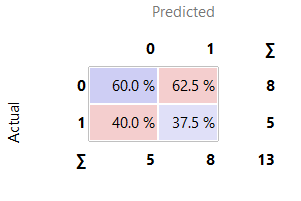 Predicted
0 1 ∑
0 60.0 % 62.5 % 8
1 40.0 % 37.5 % 5
∑ 5 8 13
Actual